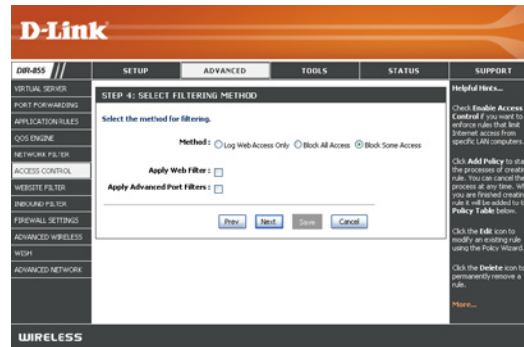 D-Link
DIR-855
SETUP
ADVANCED
TOOLS
STATUS
SUPPORT
VIRTUAL SERVER
PORT FORWARDING
APPLICATION RULES
QOS ENGINE
NETWORK FILTER
ACCESS CONTROL
WEBSITE FILTER
INBOUND FILTER
FIREWALL SETTINGS
ADVANCED WIRELESS
WISH
ADVANCED NETWORK
STEP 4: SELECT FILTERING METHOD
Select the method for filtering.
Method : Log Web Access Only Block All Access Block Some Access
Apply Web Filter :
Apply Advanced Port Filters :
Prev Next Save Cancel
Helpful Hints...
Check Enable Access
Control if you want to
enforce rules that limit
Internet access from
specific LAN computers.
Click Add Policy to sta
the processes of creatin
rule. You can cancel the
process at any time. Wh
you are finished creatin
rule it will be added to t
Policy Table below.
Click the Edit icon to
modify an existing rule
using the Policy Wizard.
Click the Delete icon to
permanently remove a
rule.
More...
WIRELESS